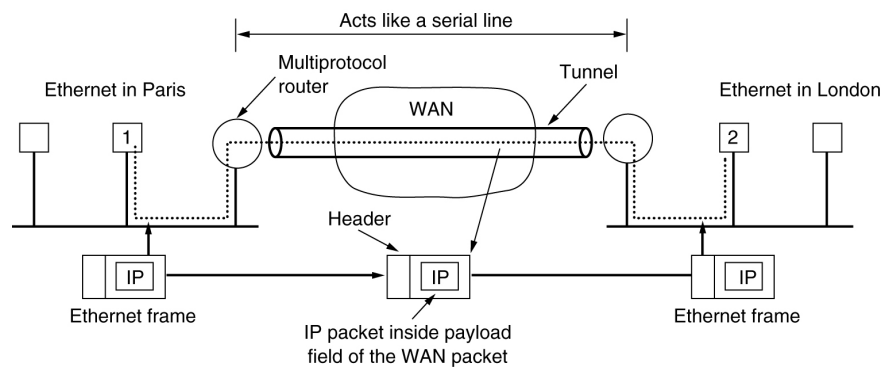 Acts like a serial line
Multiprotocol
router
Tunnel
Ethernet in Paris
Ethernet in London
WAN
1
2
Header
IP
IP
IP
Ethernet frame
Ethernet frame
IP packet inside payload
field of the WAN packet